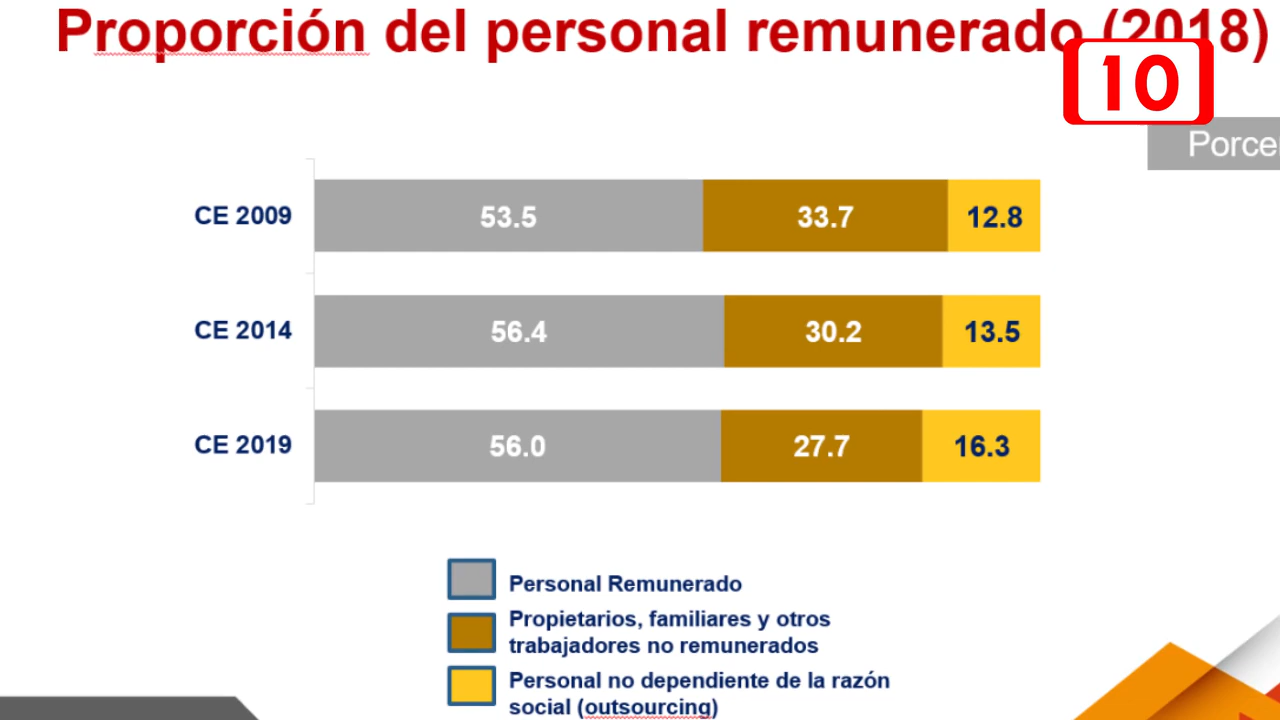 Proporción del personal remunerado (2018)
10
CE 2009 53.5 33.7 12.8
CE 2014 56.4 30.2 13.5
CE 2019 56.0 27.7 16.3
Personal Remunerado
Propietarios, familiares y otros
trabajadores no remunerados
Personal no dependiente de la razón
social (outsourcing)